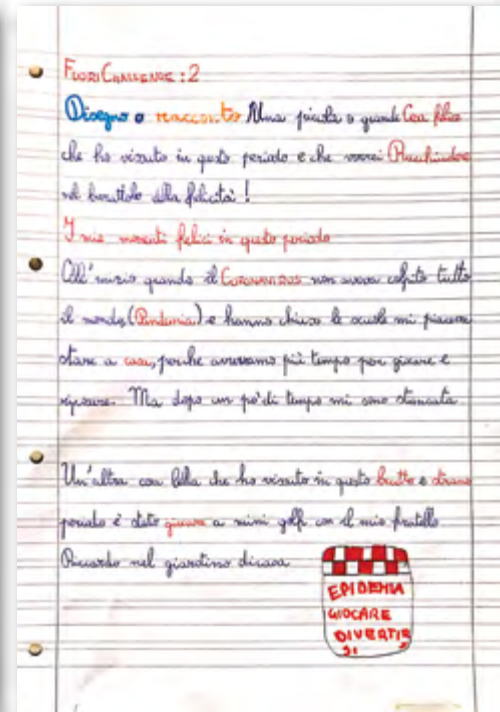 FUORI CHALLENGE : 2
Disegno o racconto Una piccola o grande Cosa felice
che ho vissuto in questo periodo e che vorrei Racchiudere
nel barattolo della felicità !
I miei momenti felici in questo periodo
All'inizio quando il CORONAVIRUS non aveva colpito tutto
il mondo, (Pandemia) e hanno chiuso le scuole mi piaceva
stare a casa, perché avevamo più tempo per giocare e
riposare. Ma dopo un po' di tempo mi sono stancata
Un'altra cosa bella che ho vissuto in questo brutto e strano
periodo è stato giocare a mini golf con il mio fratello
Riccardo nel giardino di casa
EPIDEMIA
GIOCARE
DIVERTIR
SI